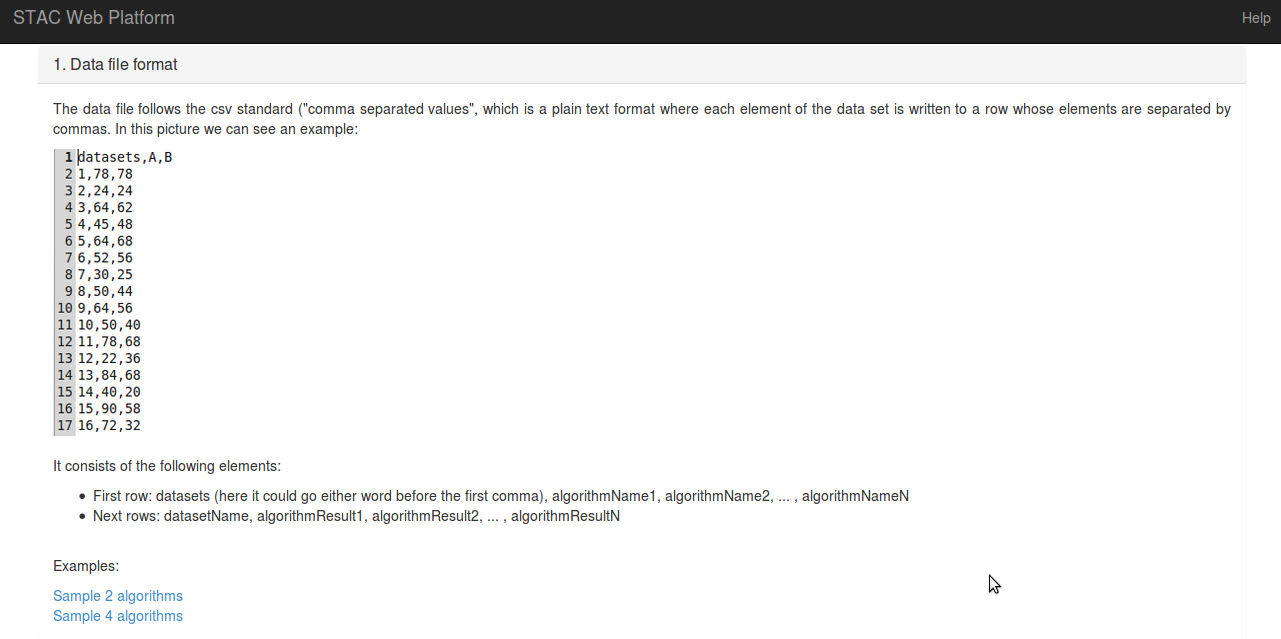 STAC Web Platform
Help
1. Data file format
The data file follows the csv standard ("comma separated values", which is a plain text format where each element of the data set is written to a row whose elements are separated by
commas. In this picture we can see an example:
1 datasets,A,B
2 1,78,78
3 2,24,24
4 3,64,62
5 4,45,48
6 5,64,68
7 6,52,56
8 7,30,25
9 8,50,44
10 9,64,56
11 10,50,40
12 11,78,68
13 12,22,36
14 13,84,68
15 14,40,20
16 15,90,58
17 16,72,32
It consists of the following elements:
• First row: datasets (here it could go either word before the first comma), algorithmName1, algorithmName2, ... , algorithmNameN
• Next rows: datasetName, algorithmResult1, algorithmResult2, ... , algorithmResultN
Examples:
Sample 2 algorithms
Sample 4 algorithms